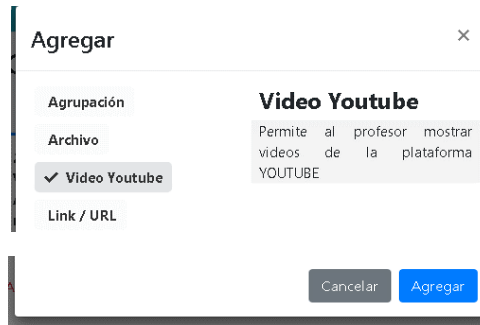 Agregar
×
Agrupación
Archivo
✓ Video Youtube
Link / URL
Video Youtube
Permite al profesor mostrar
videos de la plataforma
YOUTUBE
Cancelar
Agregar